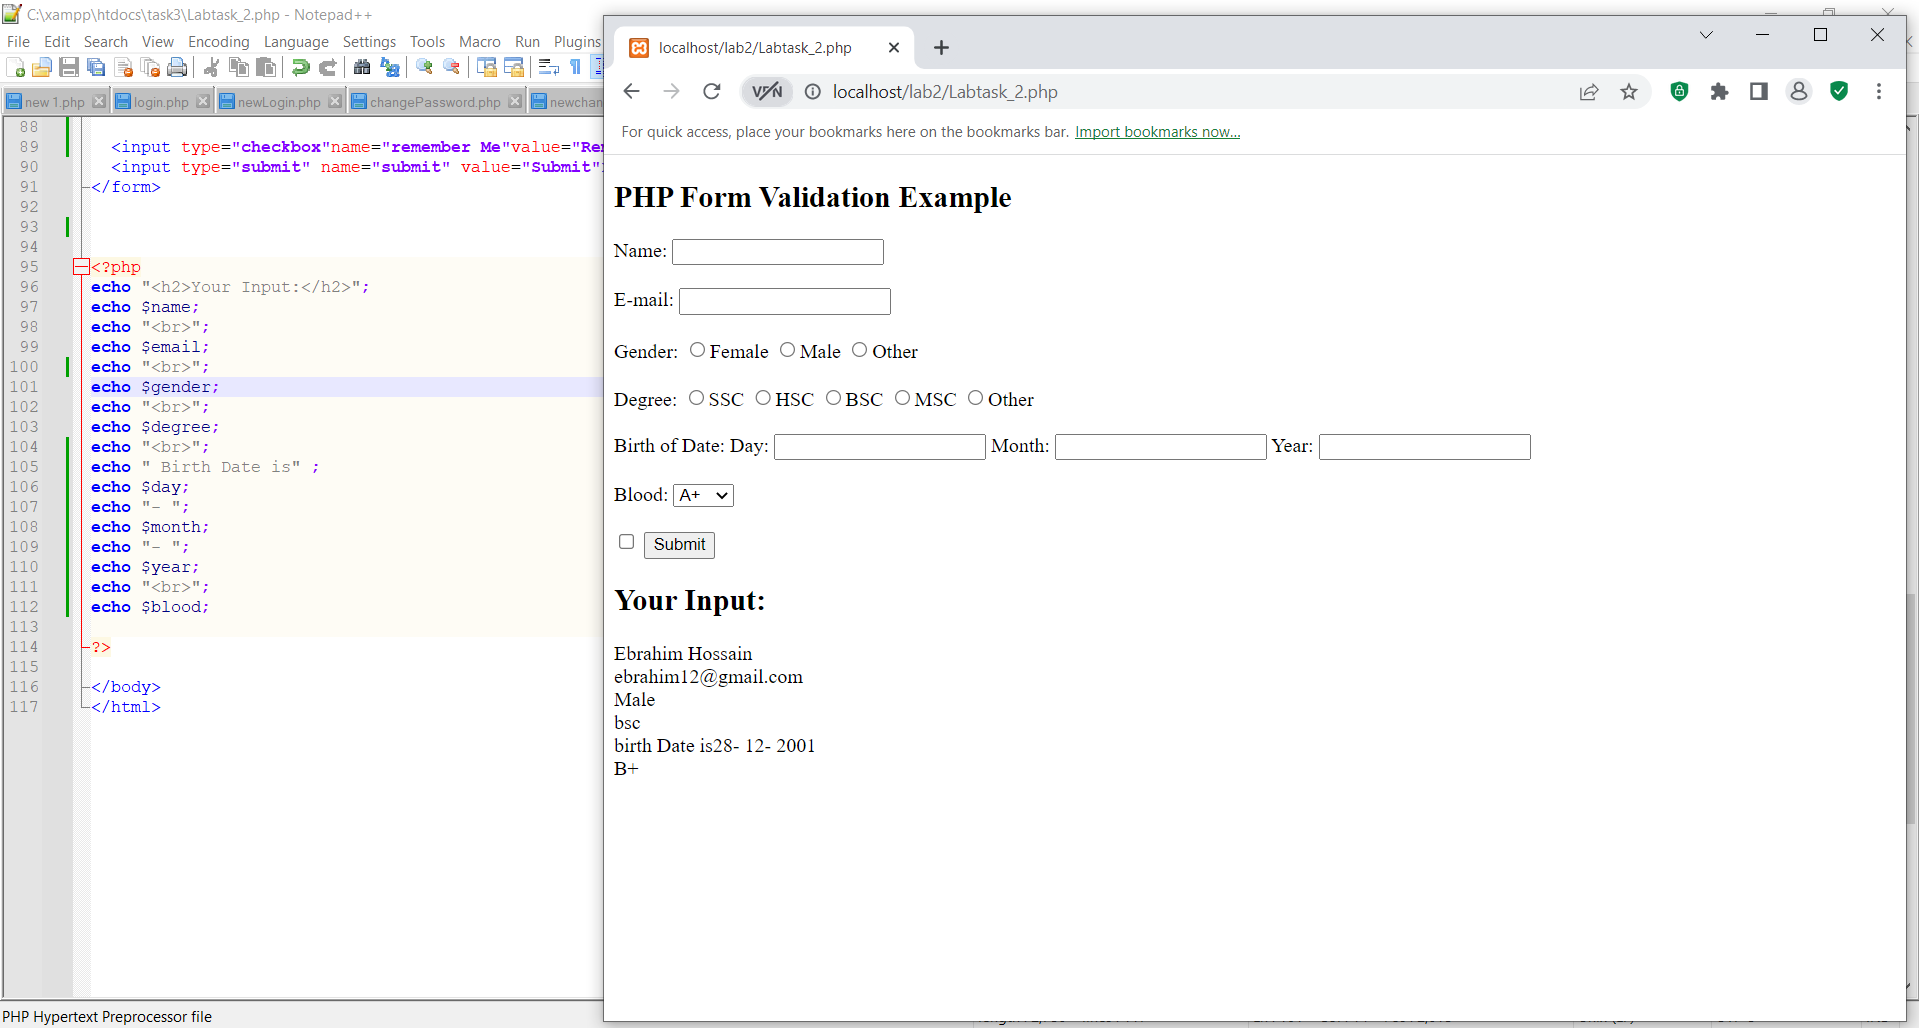 C:\xampp\htdocs\task3\Labtask_2.php - Notepad++
File Edit Search View Encoding Language Settings Tools Macro Run Plugins
new 1.php login.php newLogin.php changePassword.php newchan
88
89 <input type="checkbox"name="remember Me"value="Rem
90 <input type="submit" name="submit" value="Submit"
91 </form>
92
93
94
95 <?php
96 echo "<h2>Your Input:</h2>";
97 echo $name;
98 echo "<br>";
99 echo $email;
100 echo "<br>";
101 echo $gender;
102 echo "<br>";
103 echo $degree;
104 echo "<br>";
105 echo " Birth Date is" ;
106 echo $day;
107 echo "- ";
108 echo $month;
109 echo "- ";
110 echo $year;
111 echo "<br>";
112 echo $blood;
113
114 ?>
115
116 </body>
117 </html>
PHP Hypertext Preprocessor file
localhost/lab2/Labtask_2.php
VPN localhost/lab2/Labtask_2.php
For quick access, place your bookmarks here on the bookmarks bar. Import bookmarks now...
PHP Form Validation Example
Name:
E-mail:
Gender: Female Male Other
Degree: SSC HSC BSC MSC Other
Birth of Date: Day: Month: Year:
Blood: A+
Submit
Your Input:
Ebrahim Hossain
ebrahim12@gmail.com
Male
bsc
birth Date is28- 12- 2001
B+